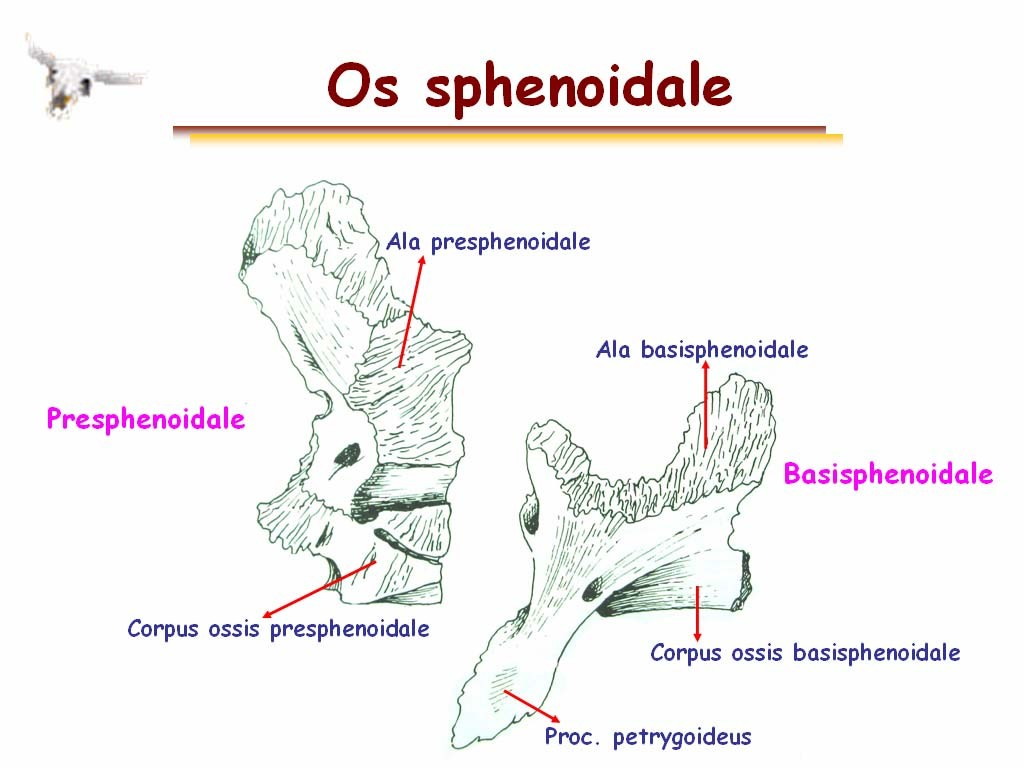 Os sphenoidale
Ala presphenoidale
Ala basisphenoidale
Presphenoidale
Basisphenoidale
Corpus ossis presphenoidale
Corpus ossis basisphenoidale
Proc. petrygoideus